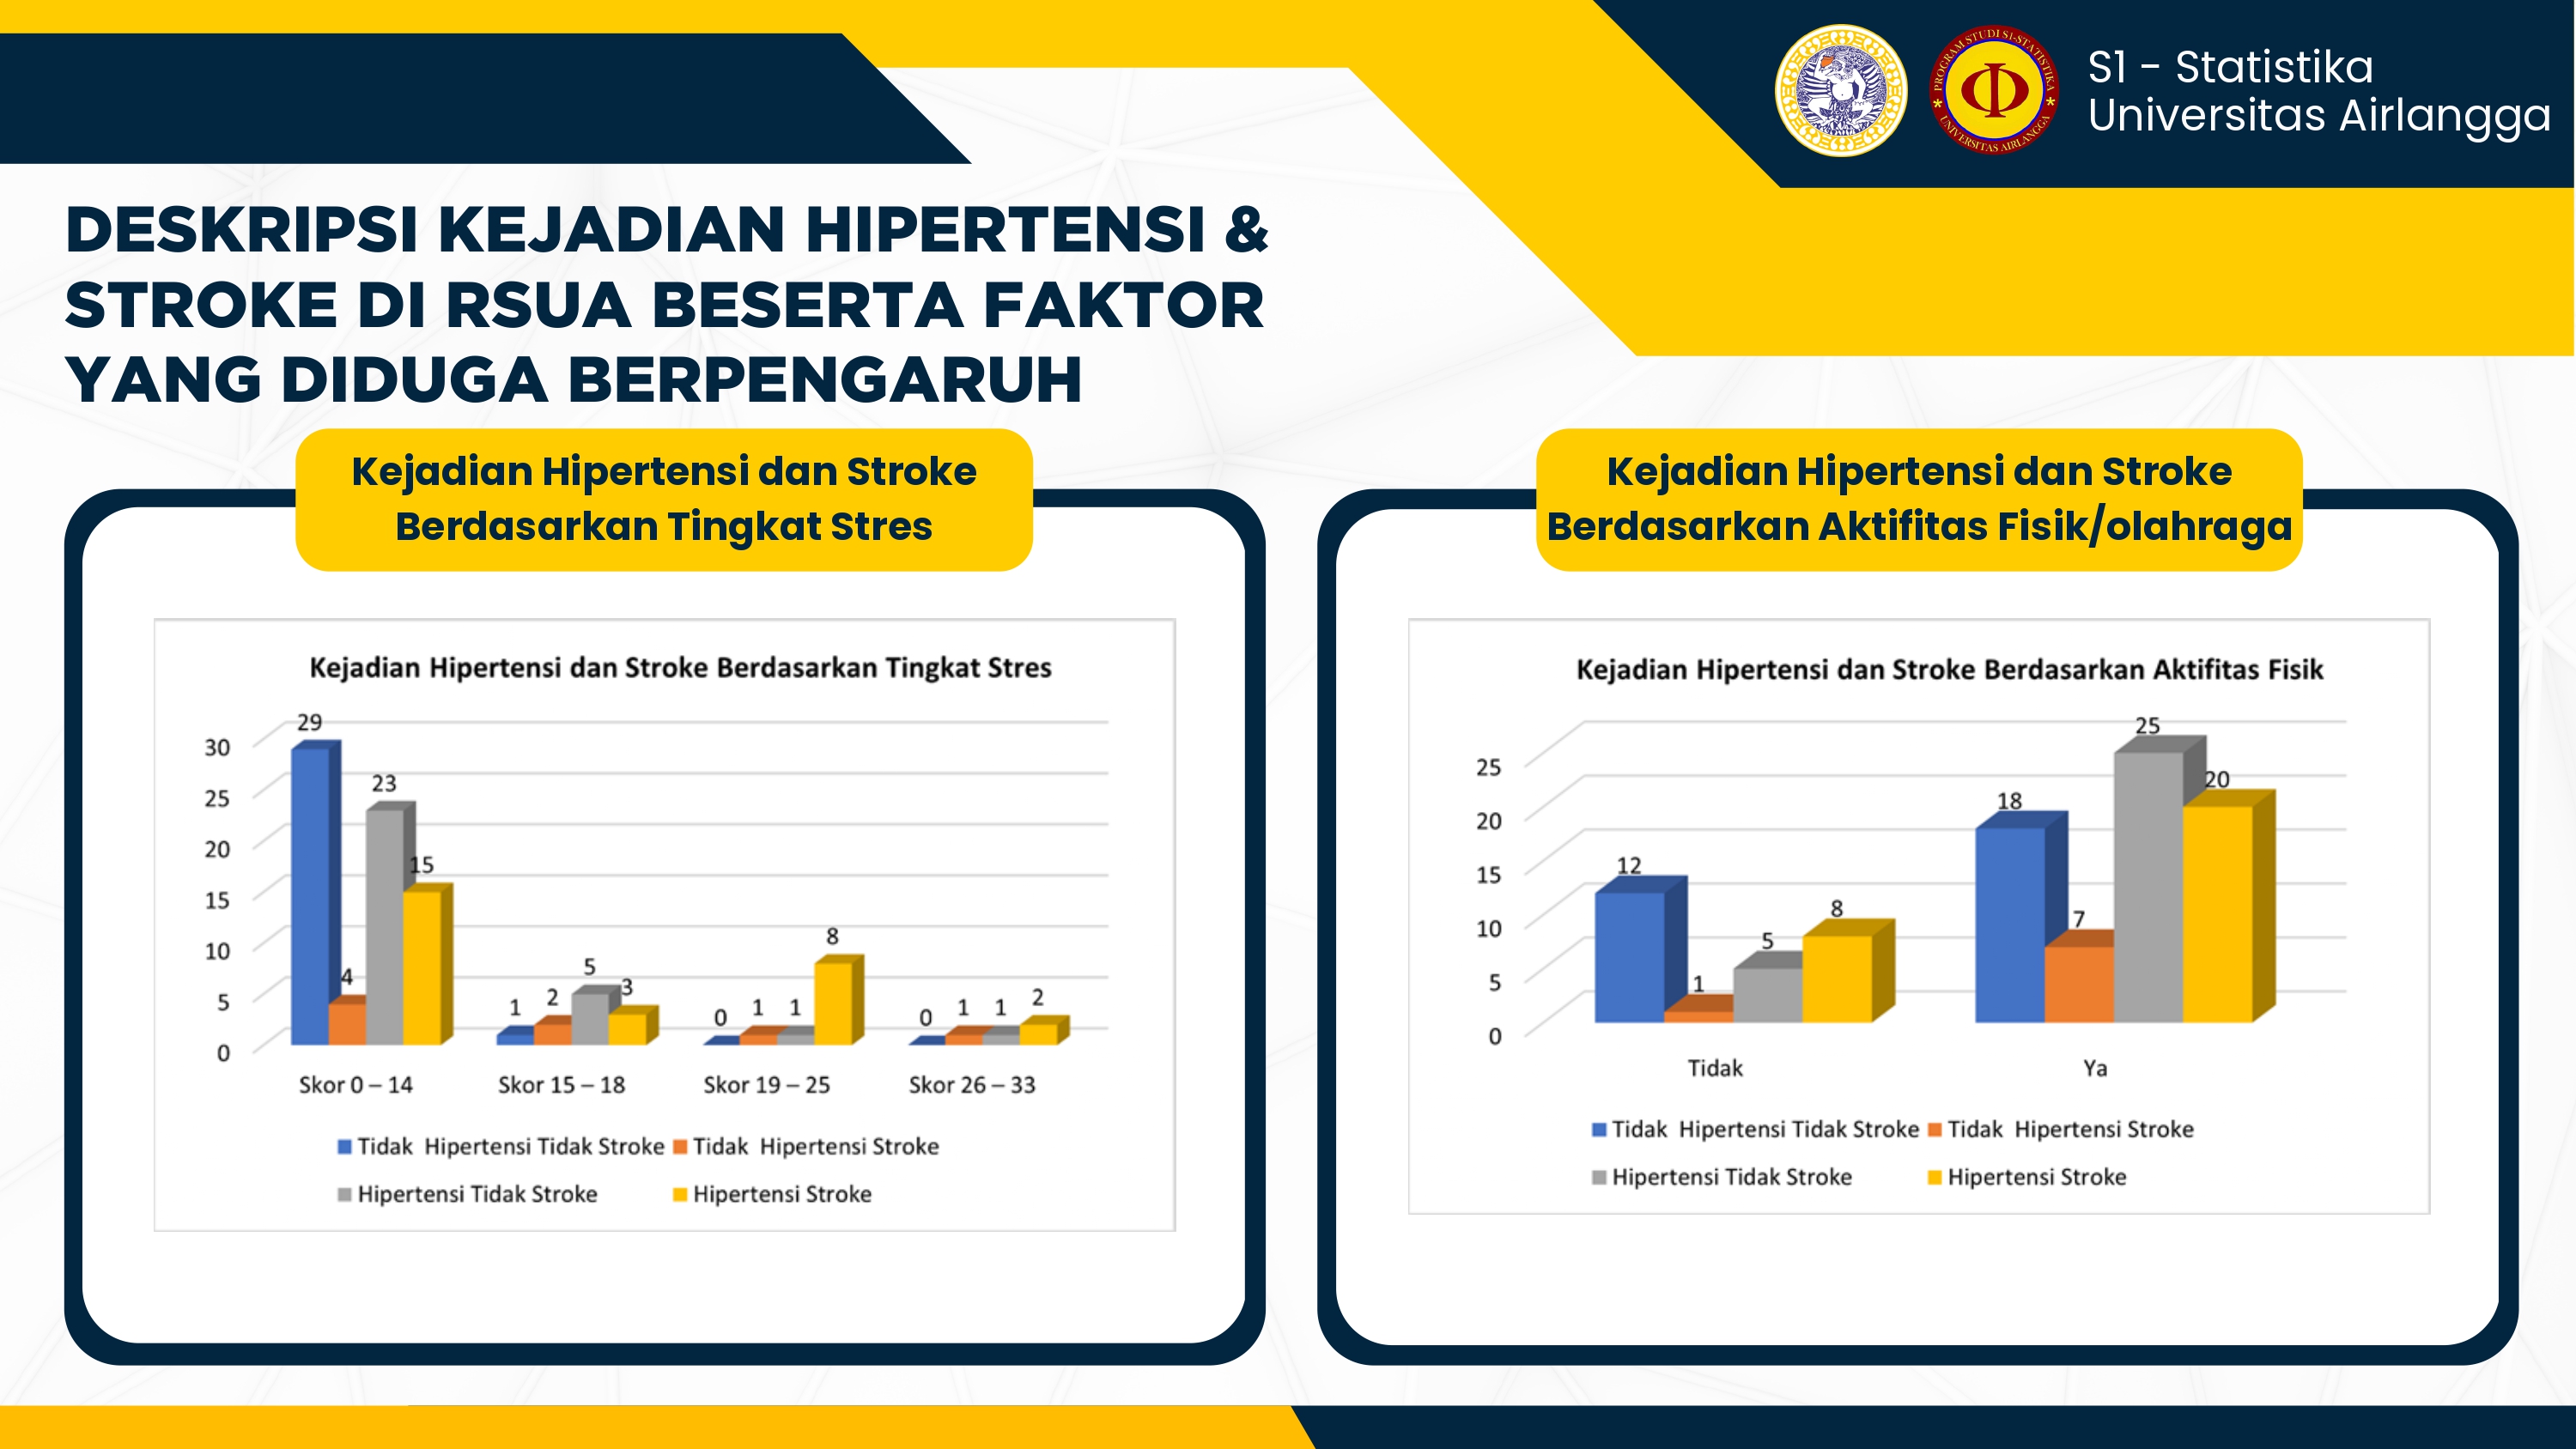 PROGRAM STUDI S1-STATISTIKA
UNIVERSITAS AIRLANGGA
S1 - Statistika
Universitas Airlangga
DESKRIPSI KEJADIAN HIPERTENSI &
STROKE DI RSUA BESERTA FAKTOR
YANG DIDUGA BERPENGARUH
Kejadian Hipertensi dan Stroke
Berdasarkan Tingkat Stres
Kejadian Hipertensi dan Stroke Berdasarkan Tingkat Stres
30
25
20
15
10
5
0
29
4
23
15
1
2
5
3
0
1
1
8
0
1
1
2
Skor 0 – 14
Skor 15 – 18
Skor 19 – 25
Skor 26 – 33
Tidak  Hipertensi Tidak Stroke
Tidak  Hipertensi Stroke
Hipertensi Tidak Stroke
Hipertensi Stroke
Kejadian Hipertensi dan Stroke
Berdasarkan Aktifitas Fisik/olahraga
Kejadian Hipertensi dan Stroke Berdasarkan Aktifitas Fisik
25
20
15
10
5
0
12
1
5
8
18
7
25
20
Tidak
Ya
Tidak  Hipertensi Tidak Stroke
Tidak  Hipertensi Stroke
Hipertensi Tidak Stroke
Hipertensi Stroke